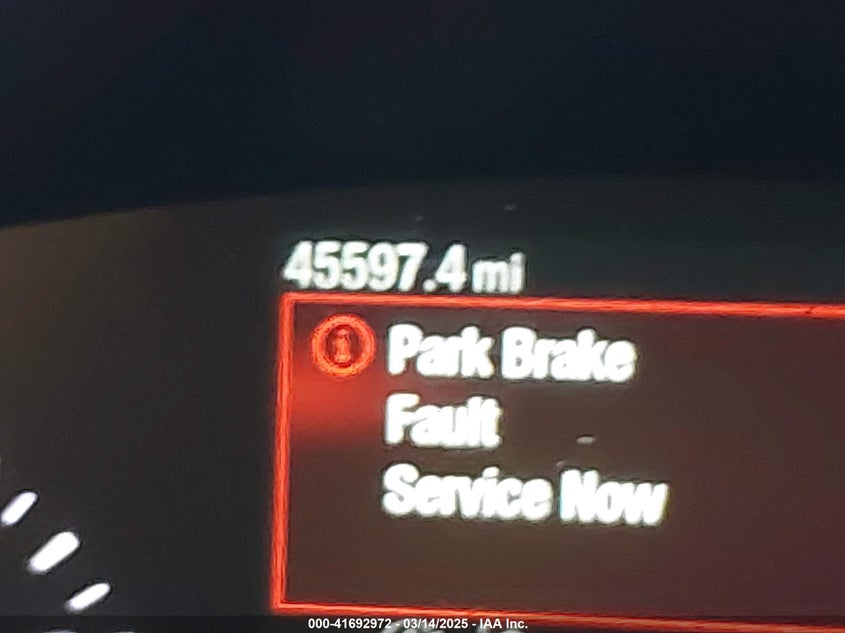 45597.4 mi
Park Brake
Fault
Service Now
000-41692972 - 03/14/2025 - IAA Inc.